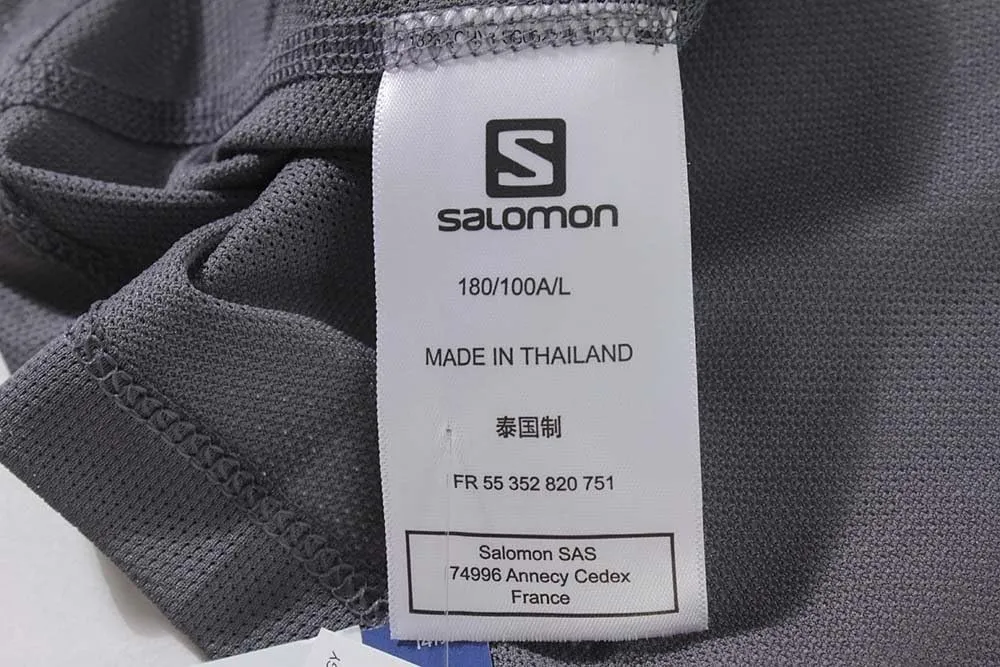 S
salomon
180/100A/L
MADE IN THAILAND
泰国制
FR 55 352 820 751
Salomon SAS
74996 Annecy Cedex
France